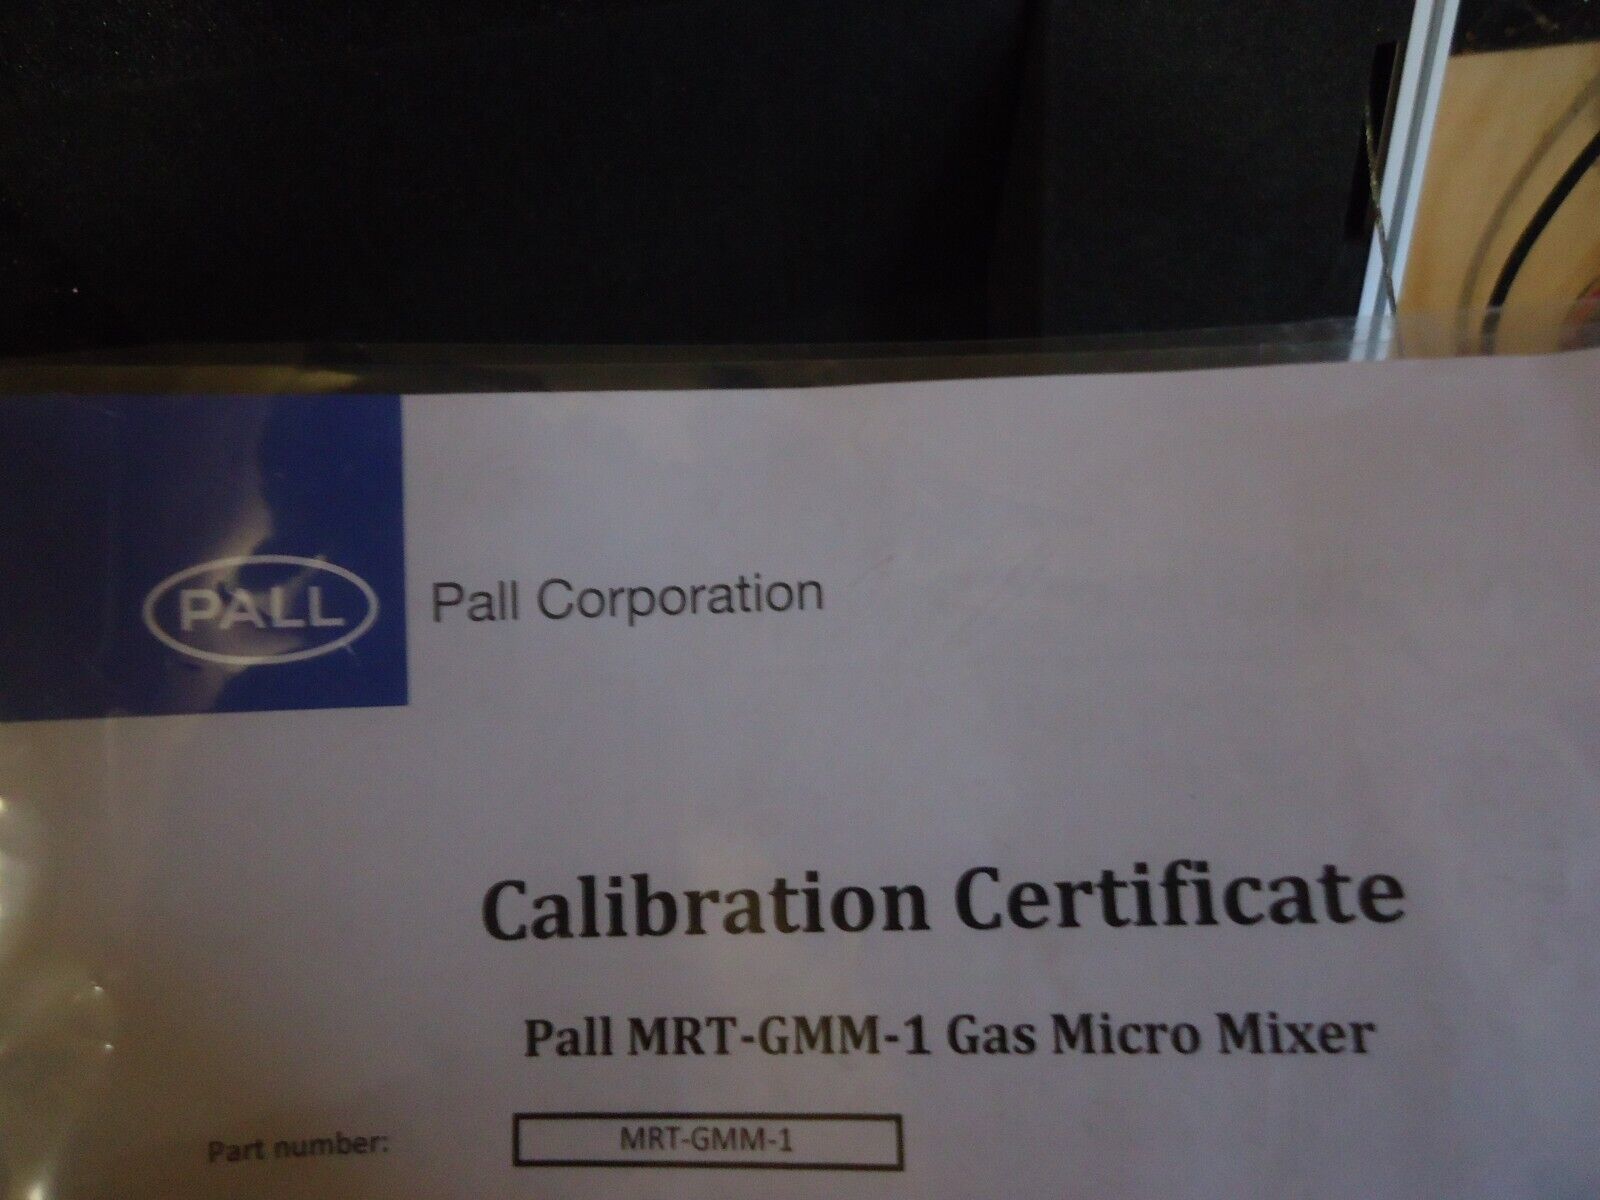 PALL
Pall Corporation
Calibration Certificate
Pall MRT-GMM-1 Gas Micro Mixer
Part number:
MRT-GMM-1